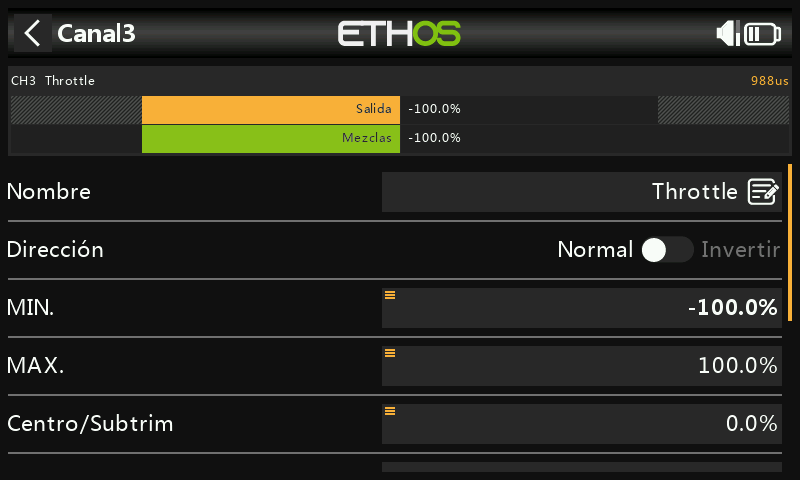 Canal3
ETHOS
CH3 Throttle
988us
Salida -100.0%
Mezclas -100.0%
Nombre Throttle
Dirección Normal Invertir
MIN. -100.0%
MAX. 100.0%
Centro/Subtrim 0.0%